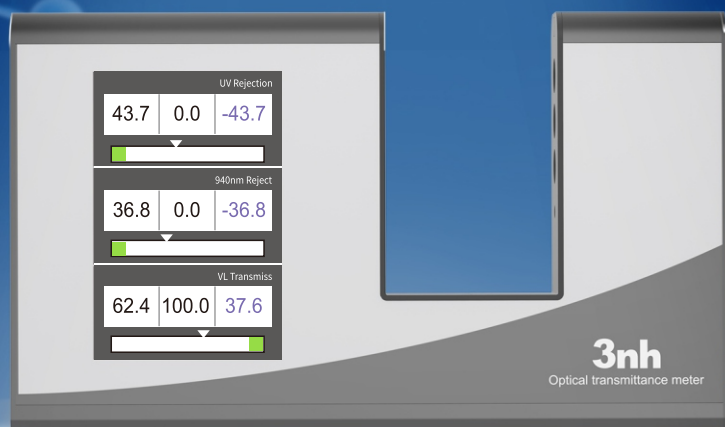 UV Rejection
43.7 0.0 -43.7
940nm Reject
36.8 0.0 -36.8
VL Transmiss
62.4 100.0 37.6
3nh
Optical transmittance meter